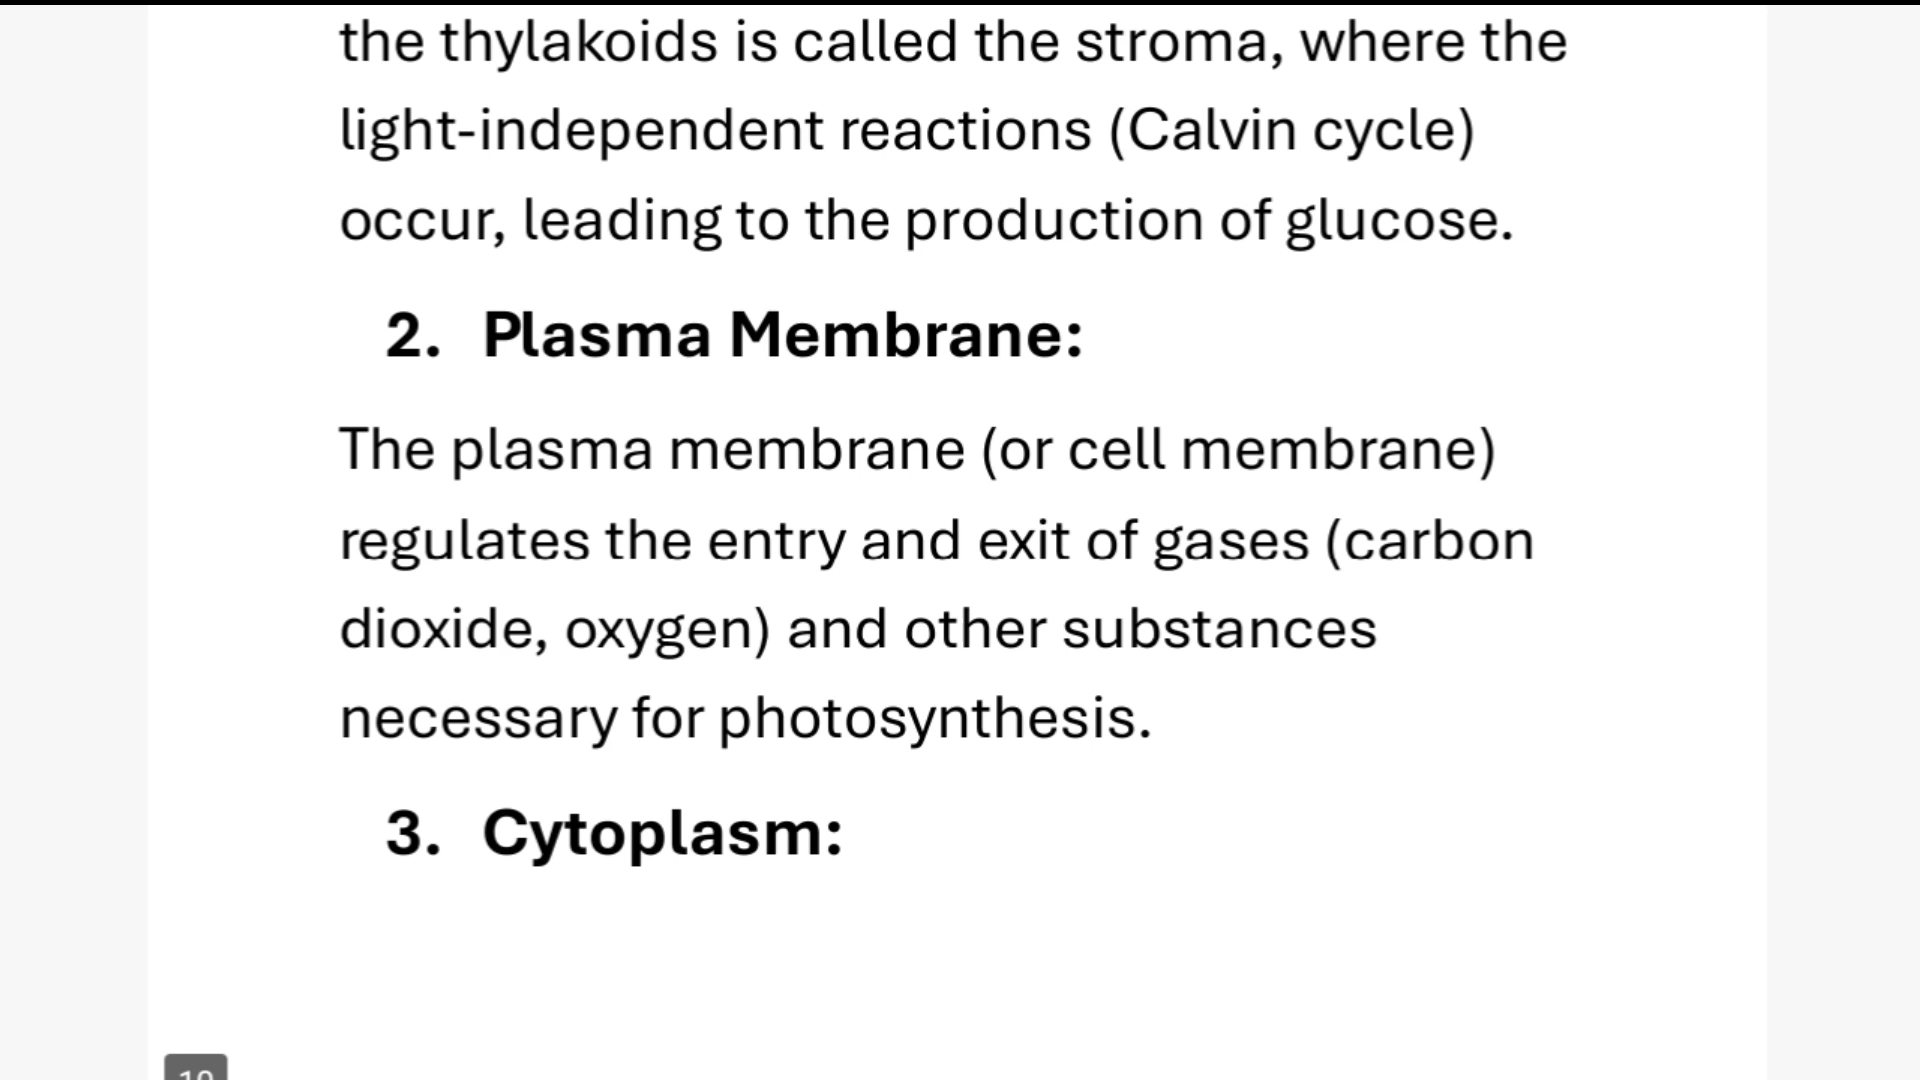 the thylakoids is called the stroma, where the
light-independent reactions (Calvin cycle)
occur, leading to the production of glucose.
2. Plasma Membrane:
The plasma membrane (or cell membrane)
regulates the entry and exit of gases (carbon
dioxide, oxygen) and other substances
necessary for photosynthesis.
3. Cytoplasm: